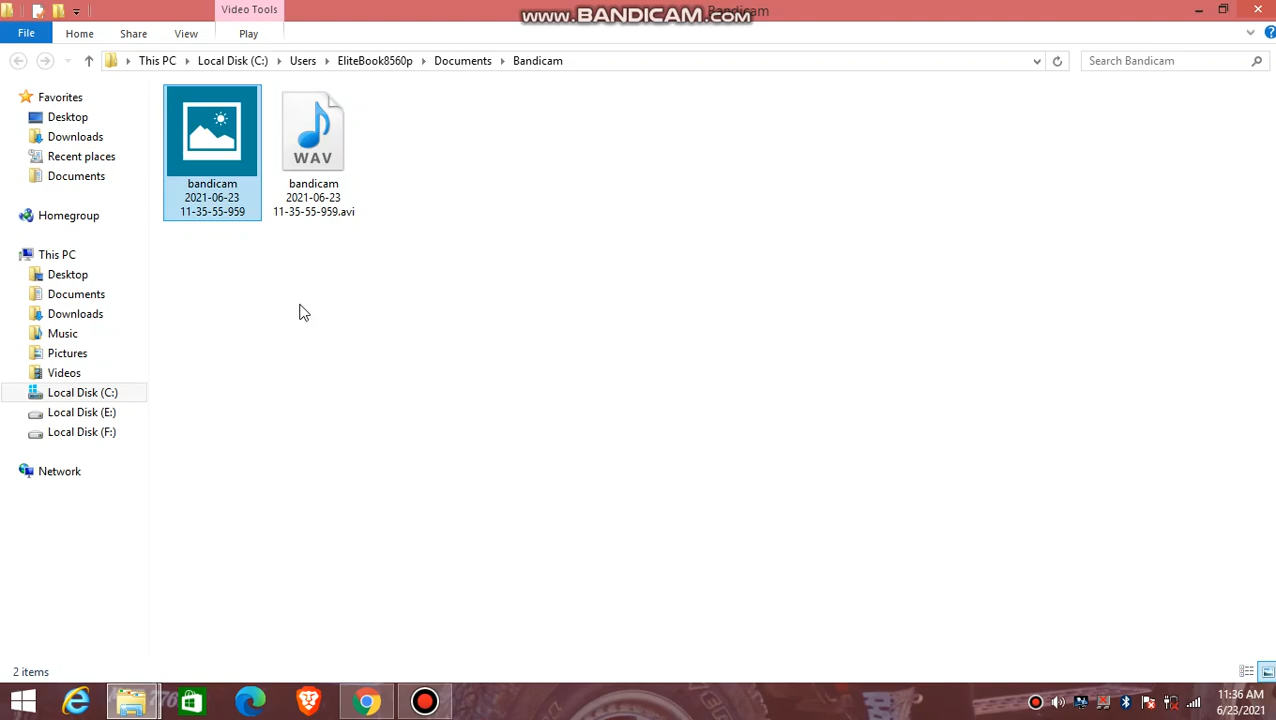 Video Tools
www.BANDICAM.com
Bandicam
File
Home
Share
View
Play
This PC
Local Disk (C:)
Users
EliteBook8560p
Documents
Bandicam
Search Bandicam
Favorites
Desktop
Downloads
Recent places
Documents
Homegroup
This PC
Desktop
Documents
Downloads
Music
Pictures
Videos
Local Disk (C:)
Local Disk (E:)
Local Disk (F:)
Network
bandicam
2021-06-23
11-35-55-959
WAV
bandicam
2021-06-23
11-35-55-959.avi
2 items
776
11:36 AM
6/23/2021